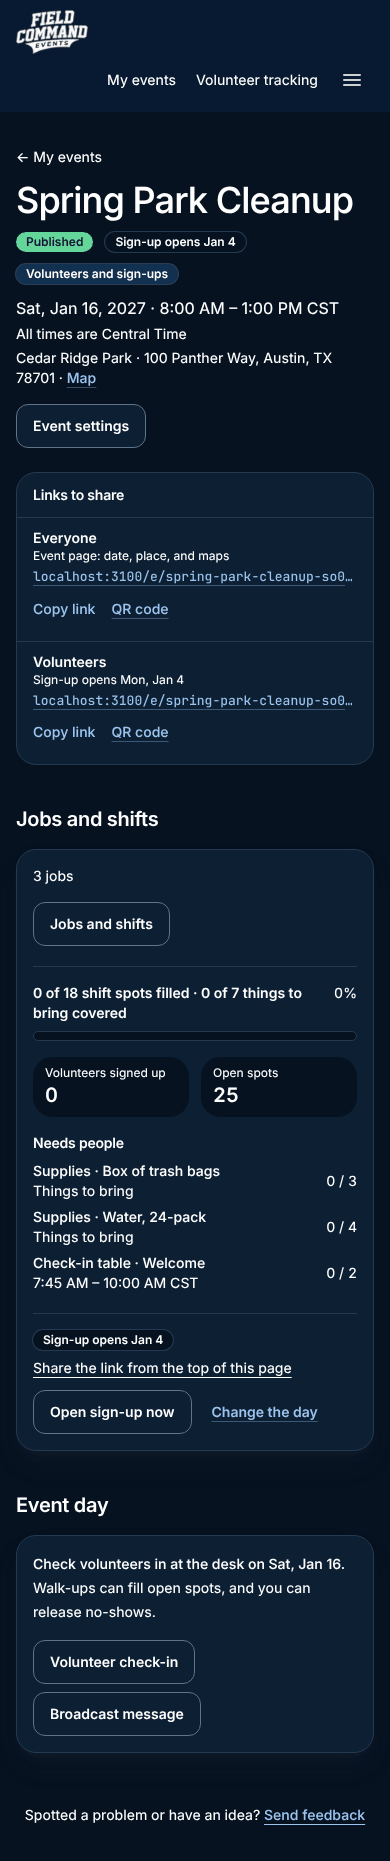 FIELD
COMMAND
EVENTS
My events
Volunteer tracking
← My events
Spring Park Cleanup
Published
Sign-up opens Jan 4
Volunteers and sign-ups
Sat, Jan 16, 2027 · 8:00 AM – 1:00 PM CST
All times are Central Time
Cedar Ridge Park · 100 Panther Way, Austin, TX
78701 · Map
Event settings
Links to share
Everyone
Event page: date, place, and maps
localhost:3100/e/spring-park-cleanup-so0…
Copy link
QR code
Volunteers
Sign-up opens Mon, Jan 4
localhost:3100/e/spring-park-cleanup-so0…
Copy link
QR code
Jobs and shifts
3 jobs
Jobs and shifts
0 of 18 shift spots filled · 0 of 7 things to
bring covered
0%
Volunteers signed up
0
Open spots
25
Needs people
Supplies · Box of trash bags
Things to bring
0 / 3
Supplies · Water, 24-pack
Things to bring
0 / 4
Check-in table · Welcome
7:45 AM – 10:00 AM CST
0 / 2
Sign-up opens Jan 4
Share the link from the top of this page
Open sign-up now
Change the day
Event day
Check volunteers in at the desk on Sat, Jan 16.
Walk-ups can fill open spots, and you can
release no-shows.
Volunteer check-in
Broadcast message
Spotted a problem or have an idea? Send feedback